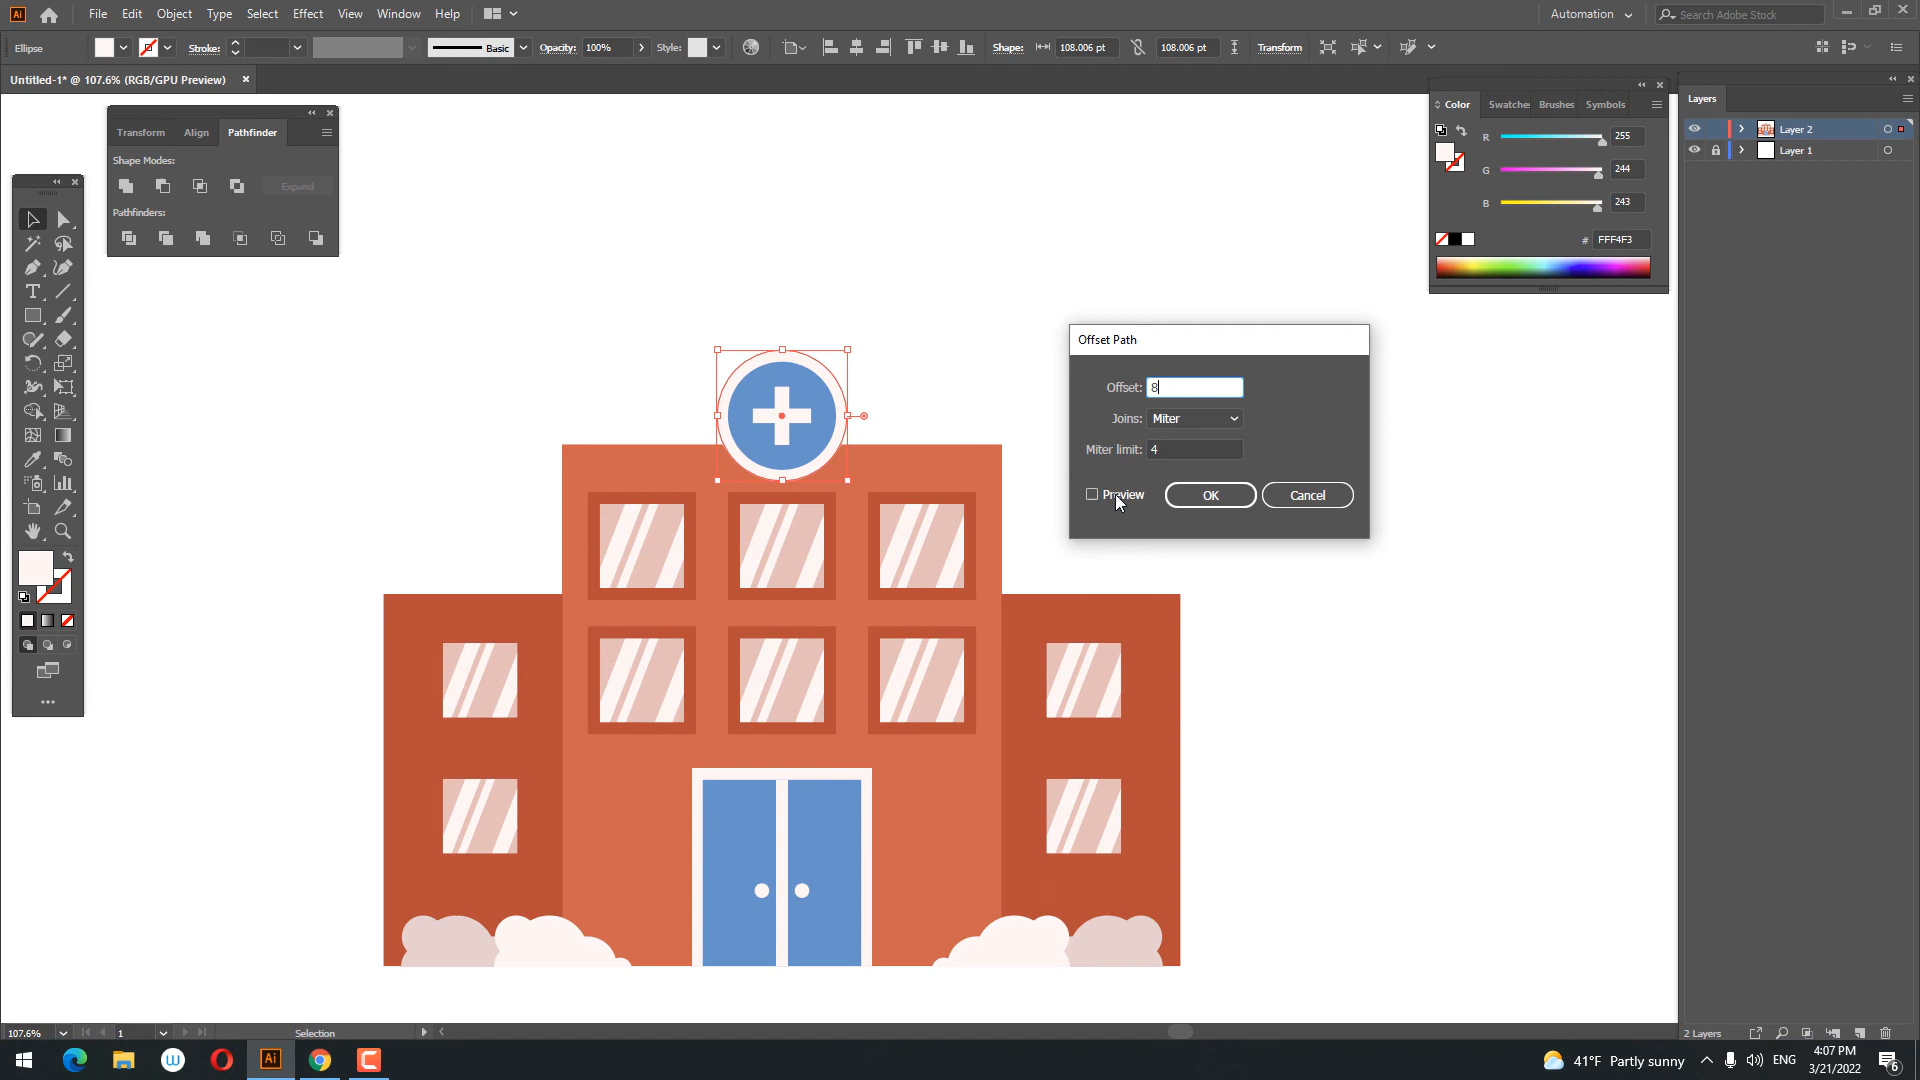 Ai File Edit Object Type Select Effect View Window Help Automation Search Adobe Stock
Ellipse Stroke: Basic Opacity: 100% Style: Shape: 108.006 pt 108.006 pt Transform
Untitled-1* @ 107.6% (RGB/GPU Preview)
Transform Align Pathfinder
Shape Modes:
Expand
Pathfinders:
Color Swatches Brushes Symbols
R 255
G 244
B 243
# FFF4F3
Layers
Layer 2
Layer 1
Offset Path
Offset: 8
Joins: Miter
Miter limit: 4
Preview OK Cancel
107.6% 1 Selection
2 Layers
Ai 41°F Partly sunny ENG 4:07 PM
3/21/2022
6